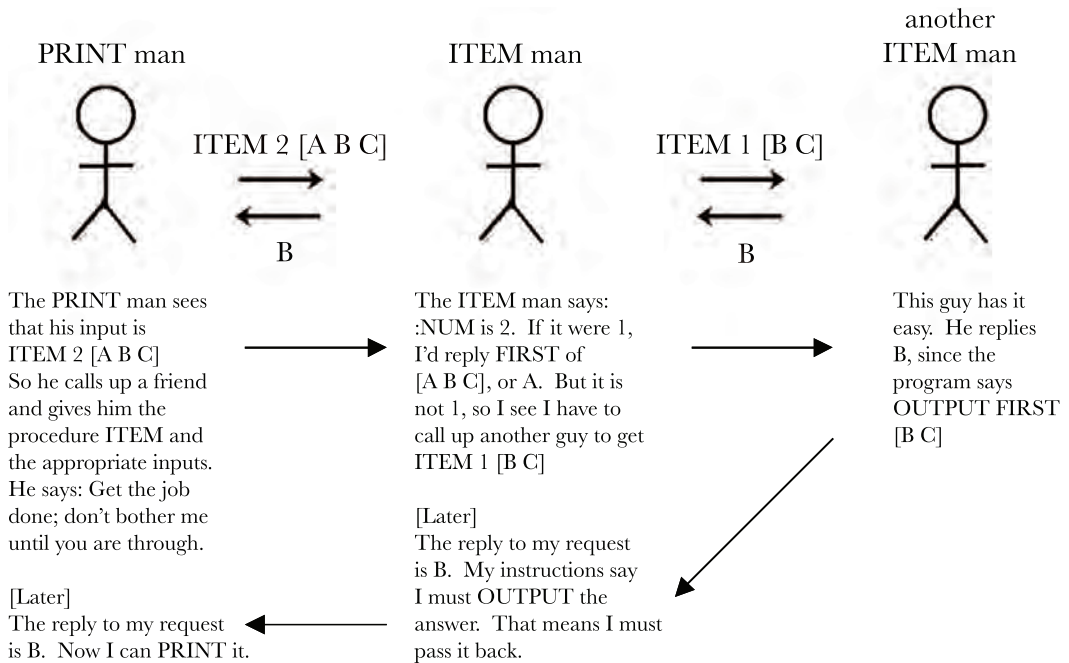 PRINT man
ITEM man
another
ITEM man
ITEM 2 [A B C]
B
ITEM 1 [B C]
B
The PRINT man sees
that his input is
ITEM 2 [A B C]
So he calls up a friend
and gives him the
procedure ITEM and
the appropriate inputs.
He says: Get the job
done; don’t bother me
until you are through.
[Later]
The reply to my request
is B.  Now I can PRINT it.
The ITEM man says:
:NUM is 2.  If it were 1,
I’d reply FIRST of
[A B C], or A.  But it is
not 1, so I see I have to
call up another guy to get
ITEM 1 [B C]
[Later]
The reply to my request
is B.  My instructions say
I must OUTPUT the
answer.  That means I must
pass it back.
This guy has it
easy.  He replies
B, since the
program says
OUTPUT FIRST
[B C]